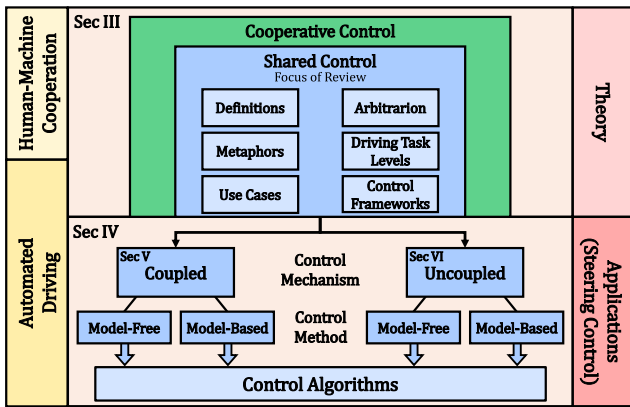 Human-Machine
Cooperation
Automated
Driving
Sec III
Cooperative Control
Shared Control
Focus of Review
Definitions
Arbitrarion
Metaphors
Driving Task
Levels
Use Cases
Control
Frameworks
Theory
Sec IV
Sec V
Coupled
Control
Mechanism
Sec VI
Uncoupled
Model-Free
Model-Based
Control
Method
Model-Free
Model-Based
Control Algorithms
Applications
(Steering Control)